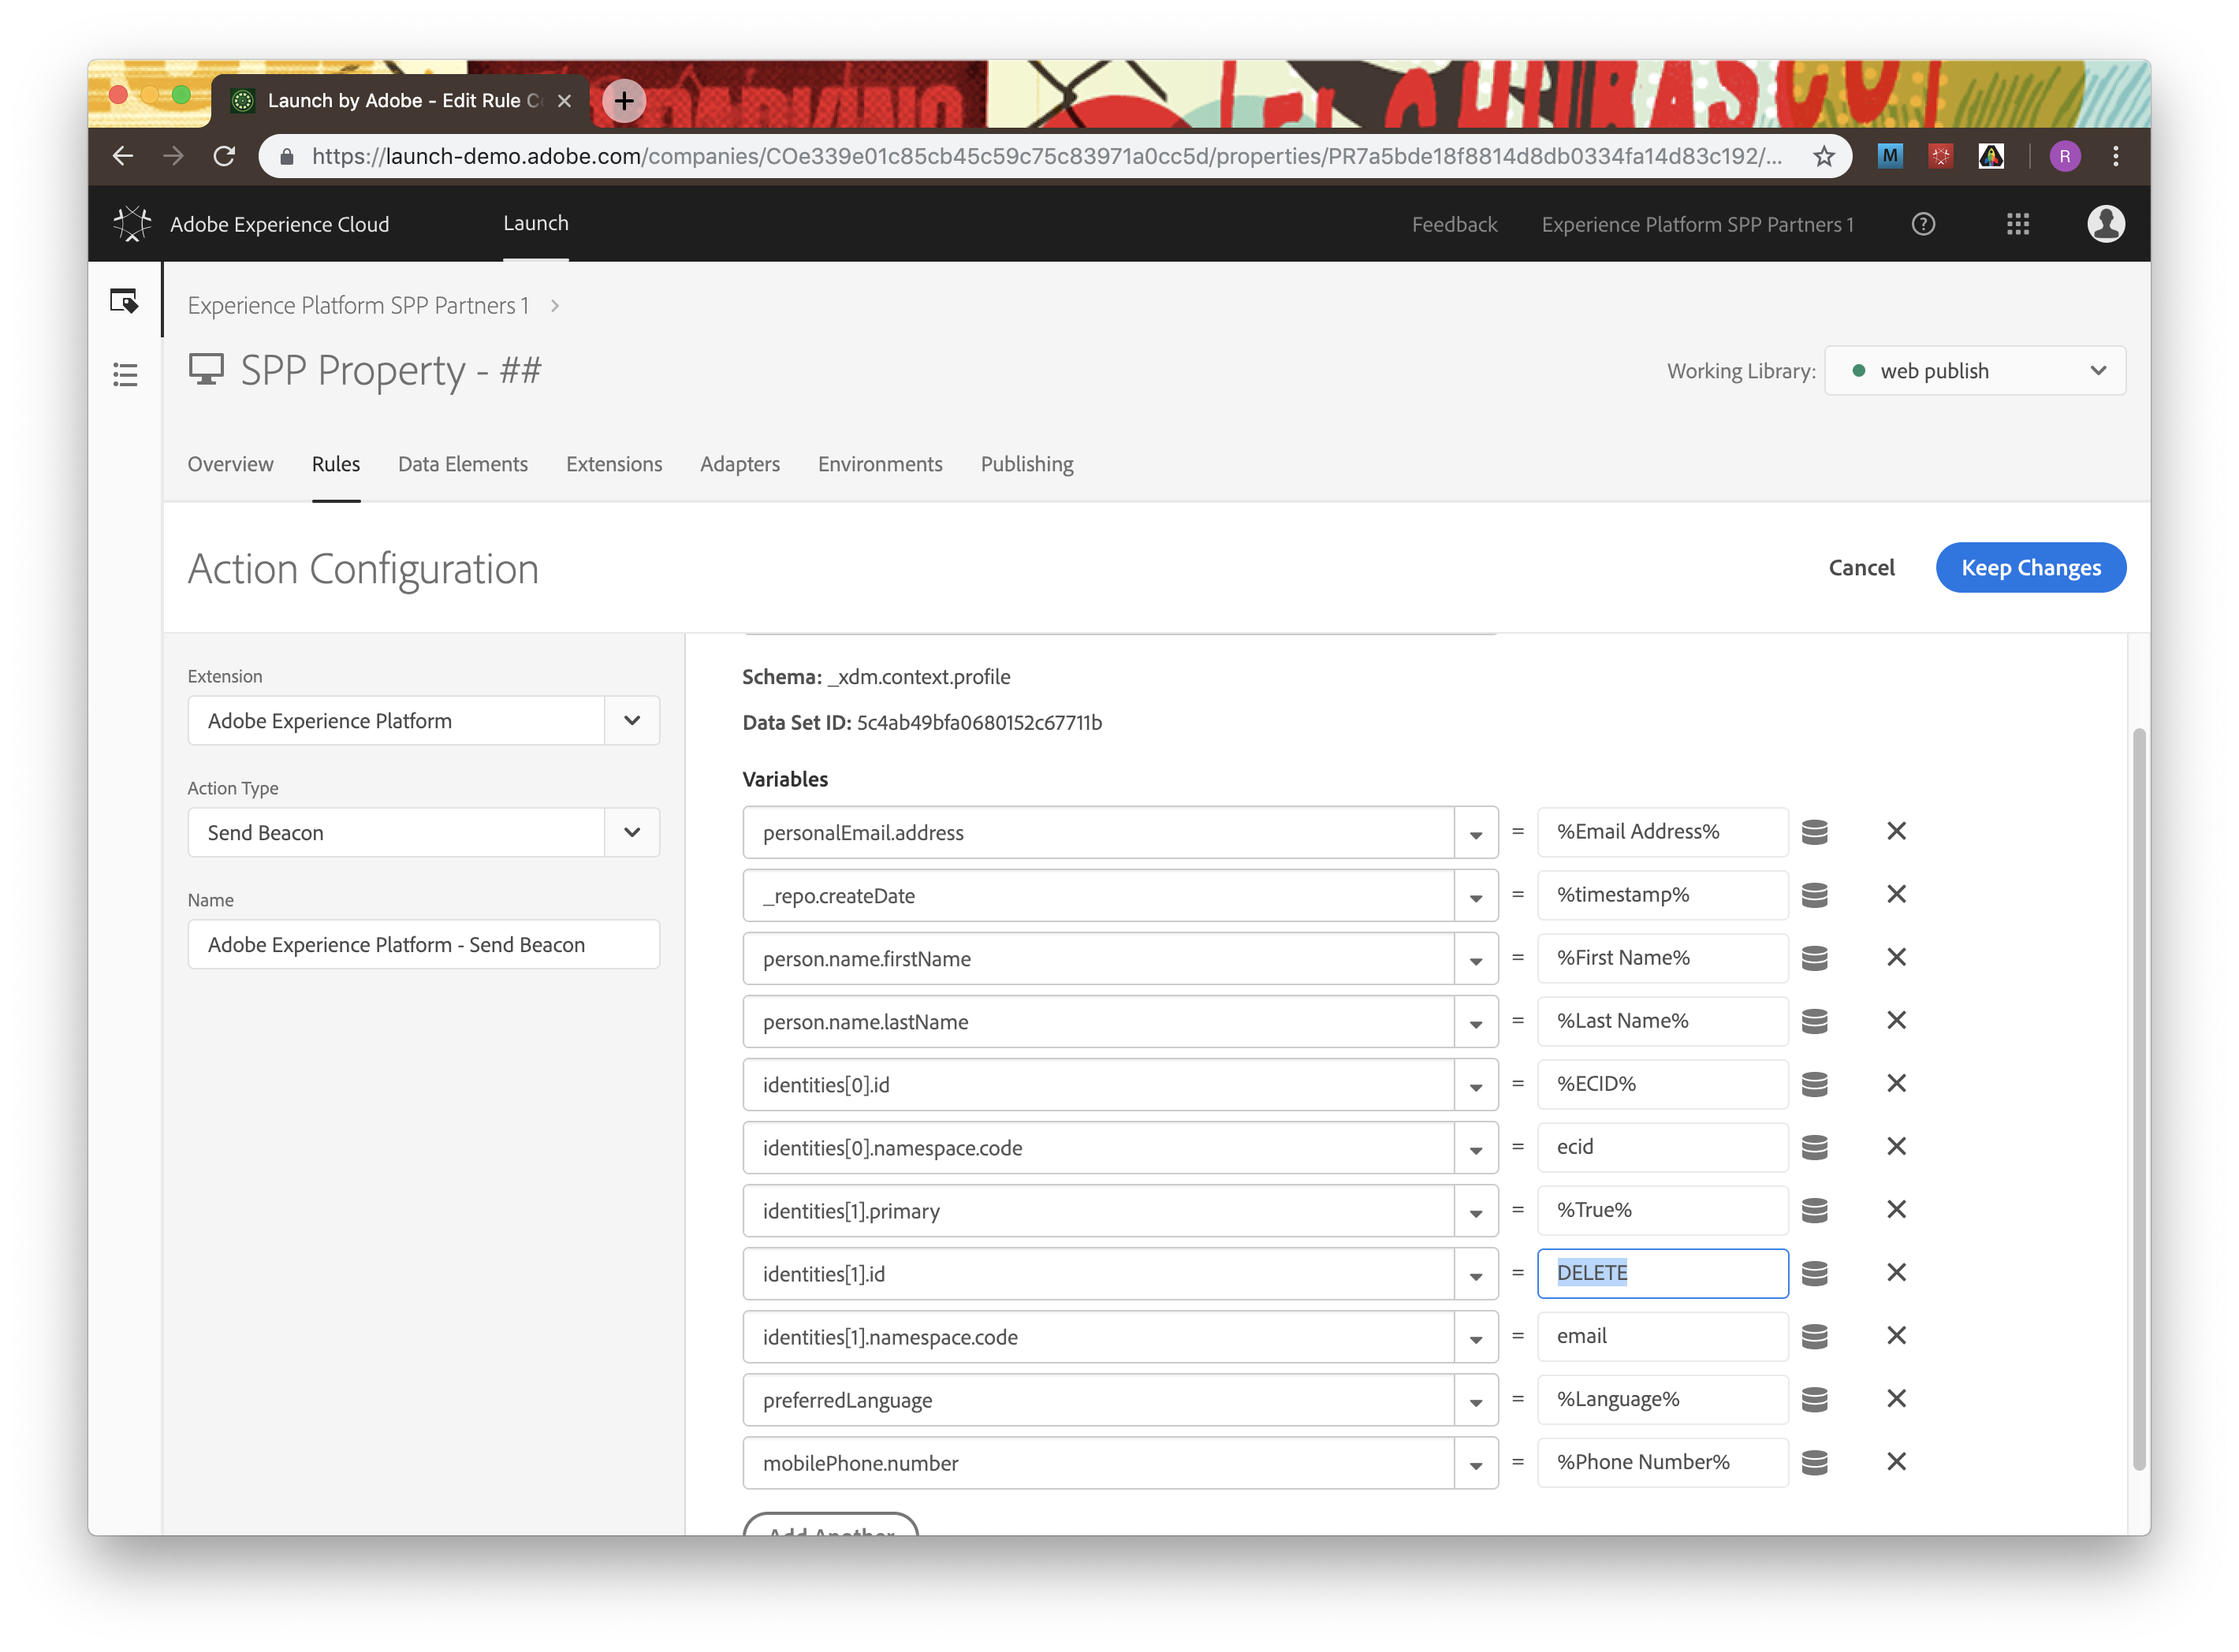 Launch by Adobe - Edit Rule
https://launch-demo.adobe.com/companies/COe339e01c85cb45c59c75c83971a0cc5d/properties/PR7a5bde18f8814d8db0334fa14d83c192/...
M
R
Adobe Experience Cloud
Launch
Feedback
Experience Platform SPP Partners 1
Experience Platform SPP Partners 1
SPP Property - ##
Working Library:
web publish
Overview
Rules
Data Elements
Extensions
Adapters
Environments
Publishing
Action Configuration
Cancel
Keep Changes
Extension
Adobe Experience Platform
Action Type
Send Beacon
Name
Adobe Experience Platform - Send Beacon
Schema: _xdm.context.profile
Data Set ID: 5c4ab49bfa0680152c67711b
Variables
personalEmail.address = %Email Address%
_repo.createDate = %timestamp%
person.name.firstName = %First Name%
person.name.lastName = %Last Name%
identities[0].id = %ECID%
identities[0].namespace.code = ecid
identities[1].primary = %True%
identities[1].id = DELETE
identities[1].namespace.code = email
preferredLanguage = %Language%
mobilePhone.number = %Phone Number%
Add Another